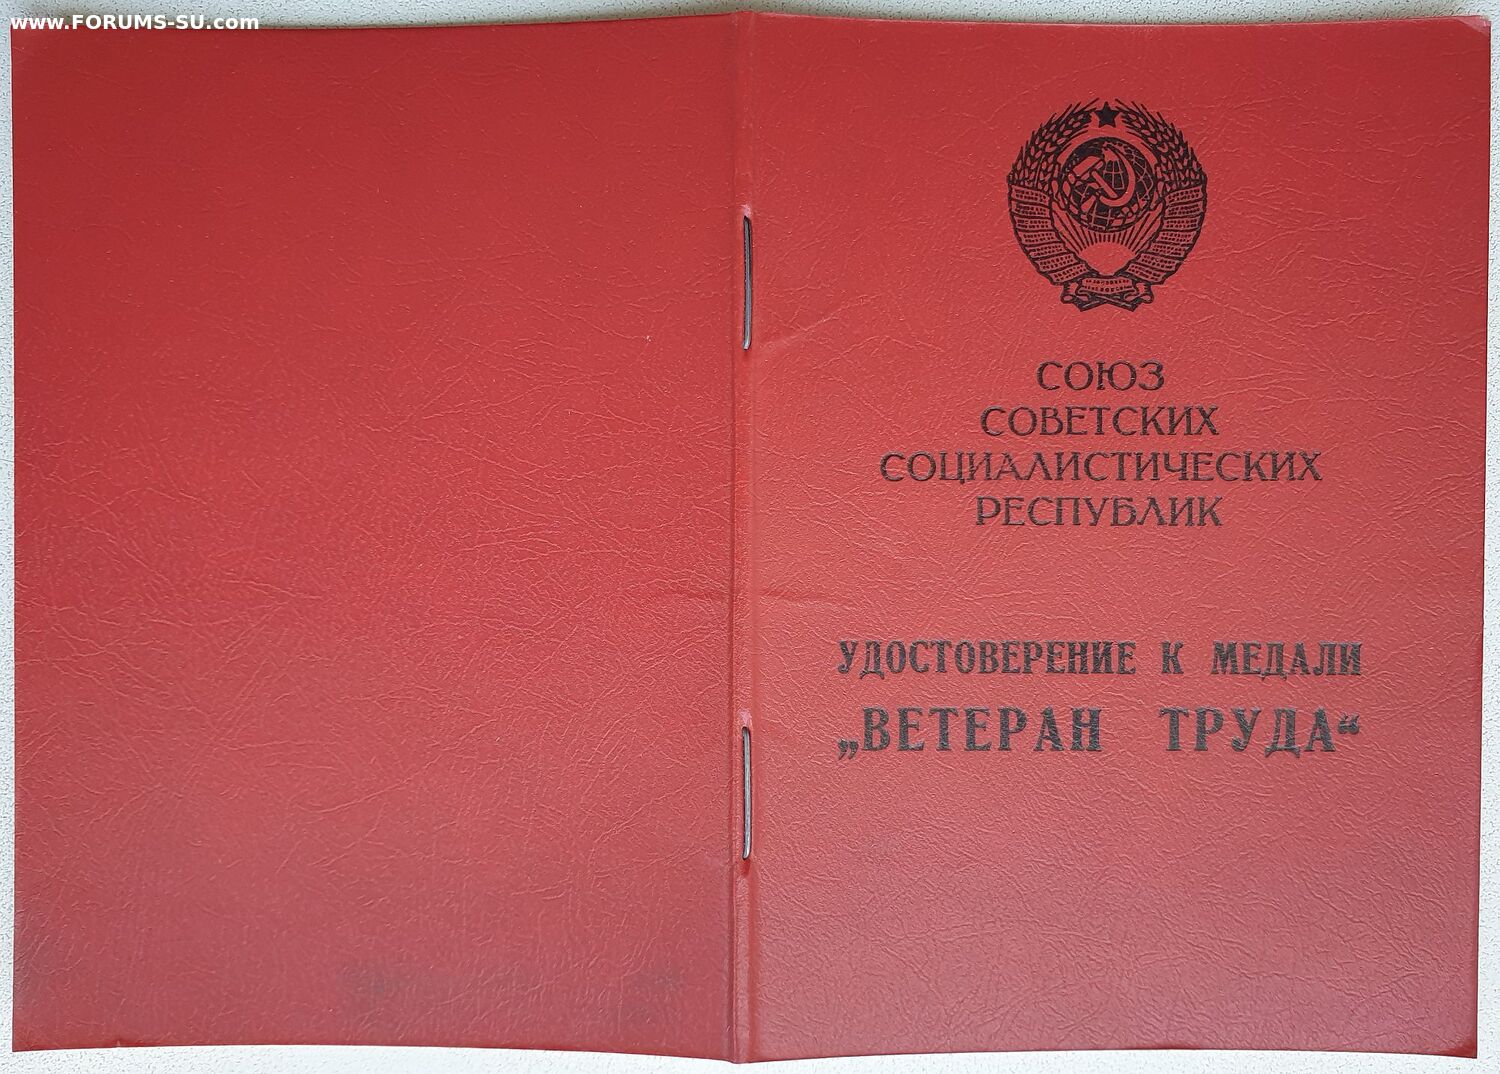 www.FORUMS-SU.com
СОЮЗ
СОВЕТСКИХ
СОЦИАЛИСТИЧЕСКИХ
РЕСПУБЛИК
УДОСТОВЕРЕНИЕ К МЕДАЛИ
„ВЕТЕРАН ТРУДА“